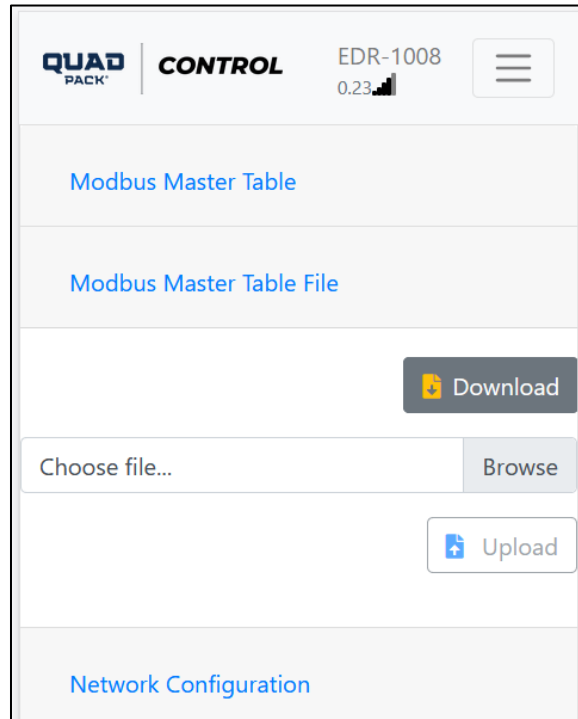 QUAD
PACK®
CONTROL
EDR-1008
0.23
Modbus Master Table
Modbus Master Table File
Download
Choose file...
Browse
Upload
Network Configuration